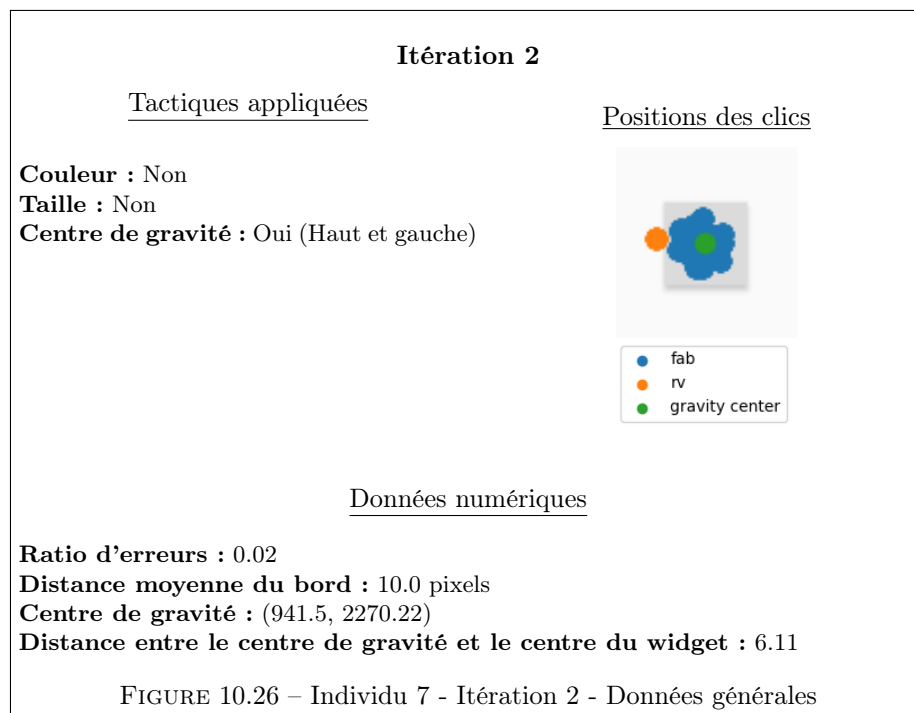 Itération 2
Tactiques appliquées
Couleur : Non
Taille : Non
Centre de gravité : Oui (Haut et gauche)
Positions des clics
fab
rv
gravity center
Données numériques
Ratio d'erreurs : 0.02
Distance moyenne du bord : 10.0 pixels
Centre de gravité : (941.5, 2270.22)
Distance entre le centre de gravité et le centre du widget : 6.11
FIGURE 10.26 – Individu 7 - Itération 2 - Données générales